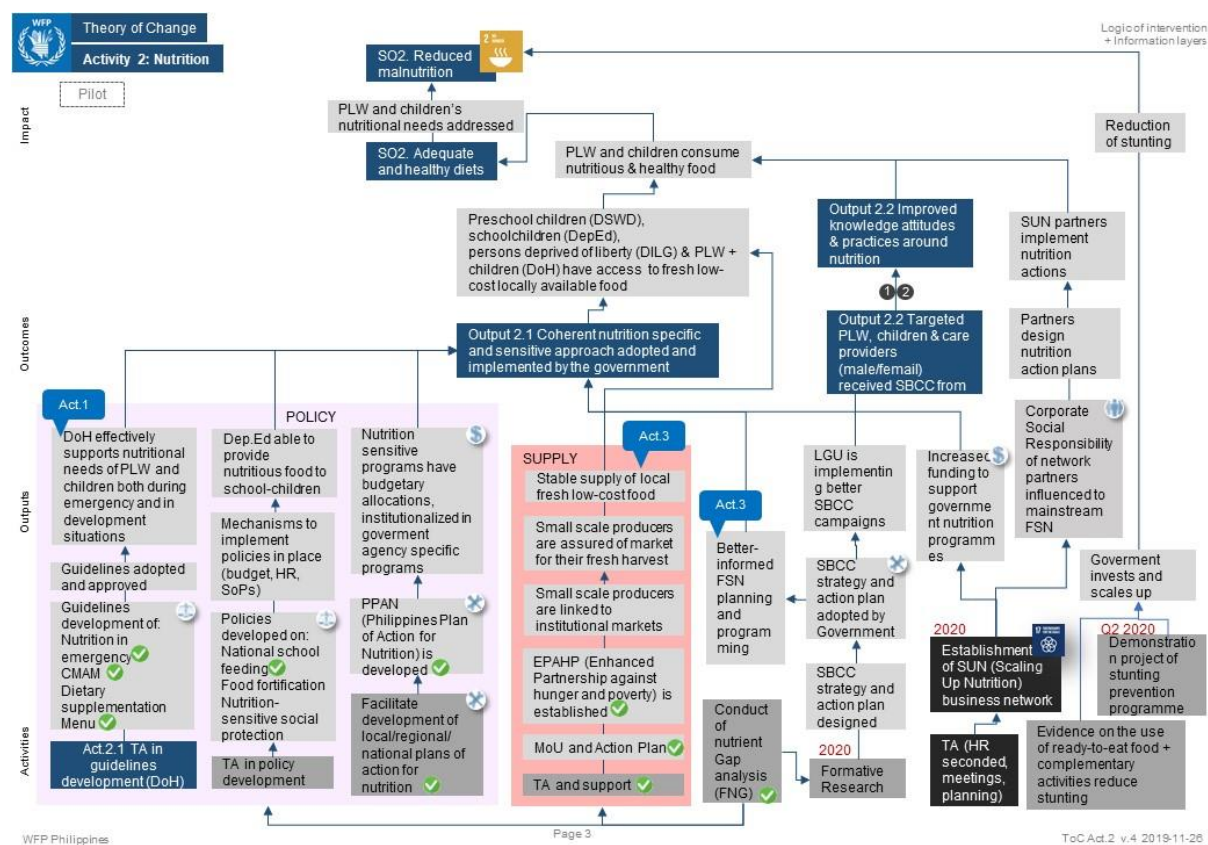 WFP
Theory of Change
Activity 2: Nutrition
Logic of intervention
+ Information layers
Pilot
Impact
SO2. Reduced
malnutrition
2
PLW and children's
nutritional needs addressed
SO2. Adequate
and healthy diets
PLW and children consume
nutritious & healthy food
Reduction
of stunting
Outcomes
Preschool children (DSWD),
schoolchildren (DepEd),
persons deprived of liberty (DILG) & PLW +
children (DoH) have access to fresh low-
cost locally available food
Output 2.2 Improved
knowledge attitudes
& practices around
nutrition
SUN partners
implement
nutrition
actions
1 2
Output 2.1 Coherent nutrition specific
and sensitive approach adopted and
implemented by the government
Output 2.2 Targeted
PLW, children & care
providers
(male/femail)
received SBCC from
Partners
design
nutrition
action plans
Outputs
Act.1
POLICY
DoH effectively
supports nutritional
needs of PLW and
children both during
emergency and in
development
situations
Guidelines adopted
and approved
Guidelines
development of:
Nutrition in
emergency
CMAM
Dietary
supplementation
Menu
Act.2.1 TA in
guidelines
development (DoH)
Dep.Ed able to
provide
nutritious food to
school-children
Mechanisms to
implement
policies in place
(budget, HR,
SoPs)
Policies
developed on:
National school
feeding
Food fortification
Nutrition-
sensitive social
protection
TA in policy
development
Nutrition
sensitive
programs have
budgetary
allocations,
institutionalized in
goverment
agency specific
programs
PPAN
(Philippines
Plan of Action for
Nutrition) is
developed
Facilitate
development of
local/regional/
national plans of
action for
nutrition
Act.3
SUPPLY
Stable supply of local
fresh low-cost food
Small scale producers
are assured of market
for their fresh harvest
Small scale producers
are linked to
institutional markets
EPAHP (Enhanced
Partnership against
hunger and poverty) is
established
MoU and Action Plan
TA and support
Act.3
Better-
informed FSN
planning
and
program
ming
Conduct
of
nutrient
Gap
analysis
(FNG)
LGU is
implementin
g better
SBCC
campaigns
SBCC
strategy and
action plan
adopted by
Government
SBCC
strategy and
action plan
designed
2020
Formative
Research
Increased
funding to
support
governme
nt nutrition
programm
es
Corporate
Social
Responsibility
of network
partners
influenced to
mainstream
FSN
2020
17
Establishment
of SUN (Scaling
Up Nutrition)
business network
TA (HR
seconded,
meetings,
planning)
Goverment
invests and
scales up
Q2 2020
Demonstratio
n project of
stunting
prevention
programme
Evidence on the use
of ready-to-eat food +
complementary
activities reduce
stunting
Activities
WFP Philippines
Page 3
ToC Act.2 v.4 2019-11-26